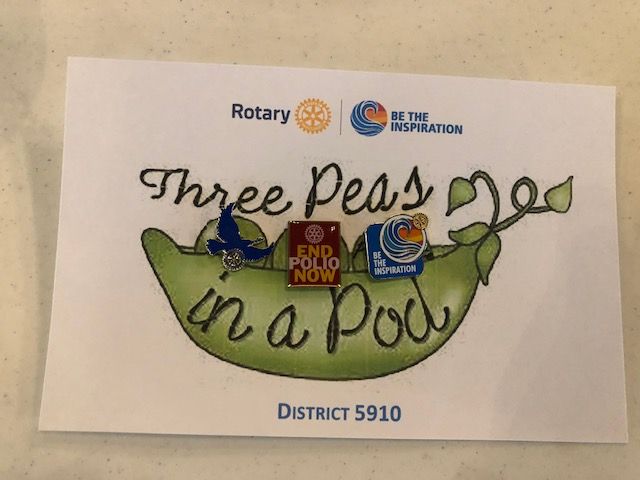 Rotary
BE THE
INSPIRATION
Three Peas
END
POLIO
NOW
BE
THE
INSPIRATION
in a Pod
DISTRICT 5910